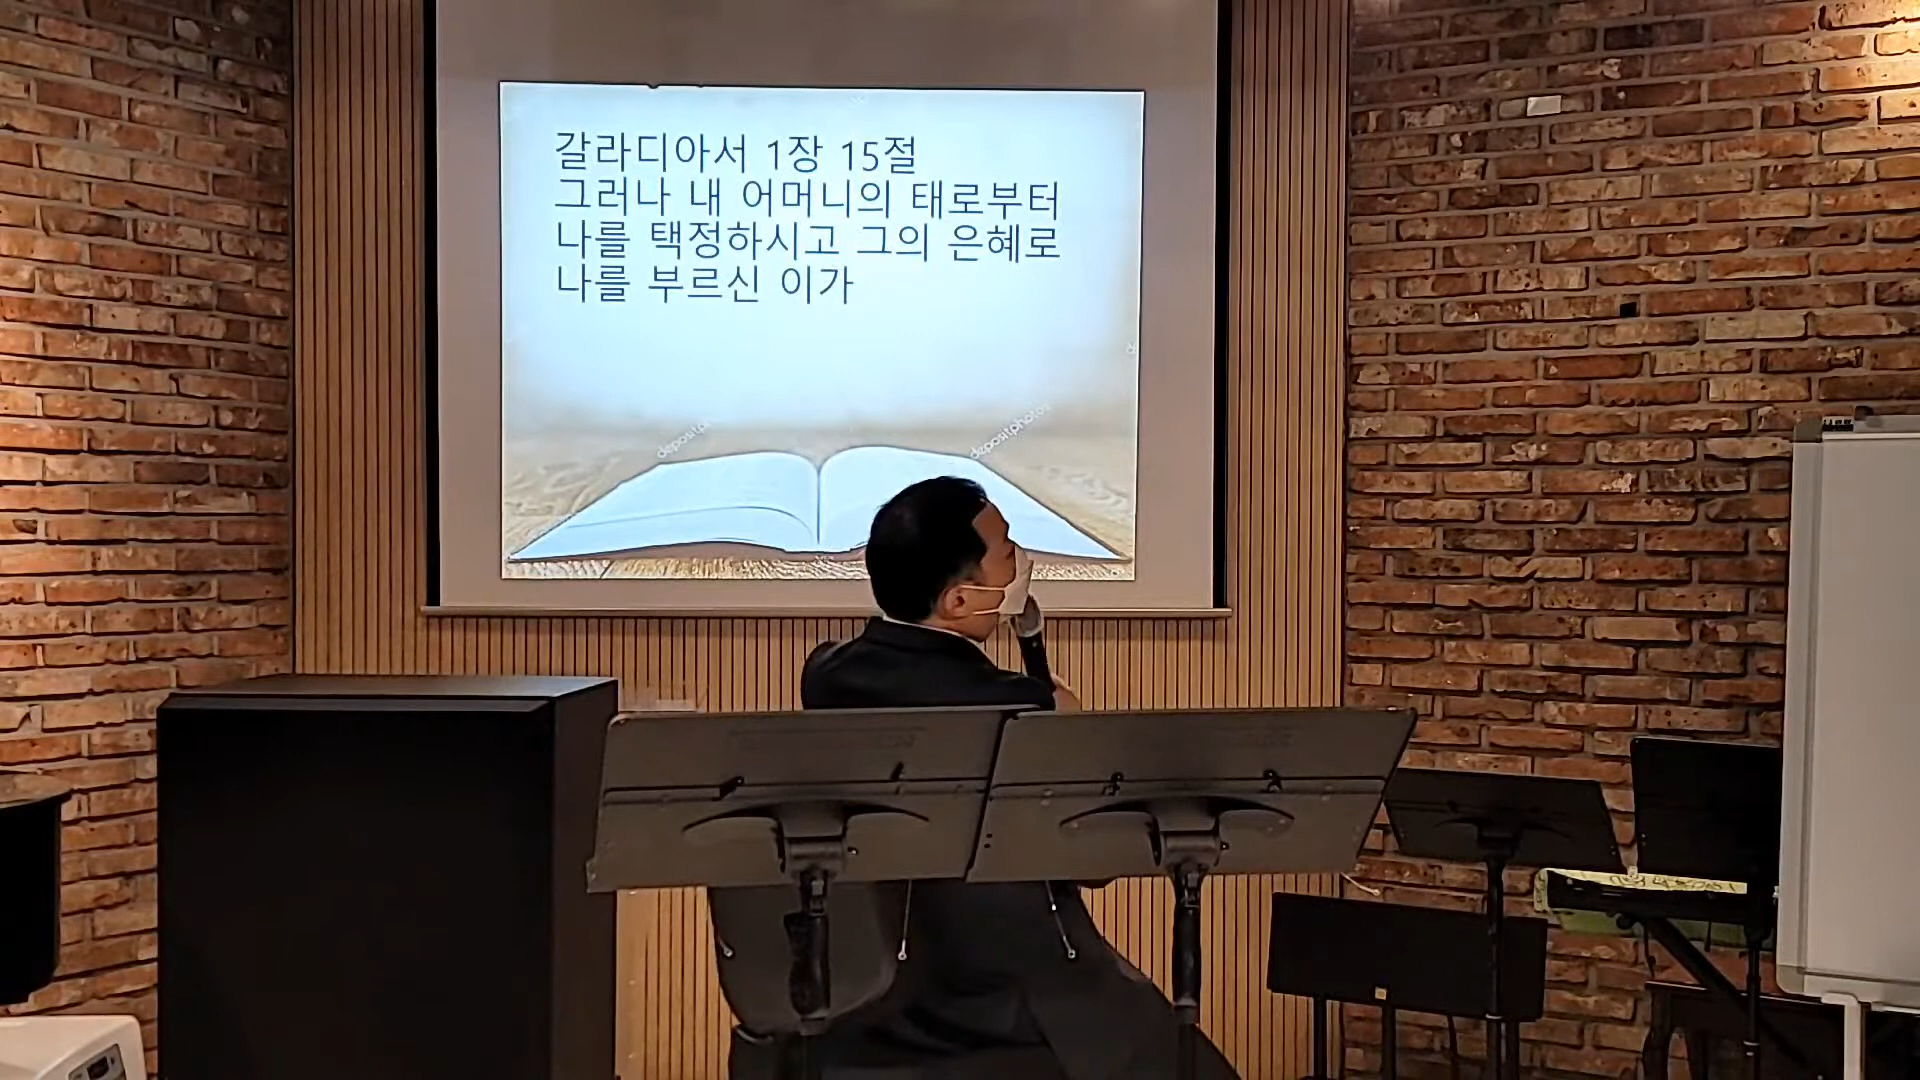 갈라디아서 1장 15절
그러나 내 어머니의 태로부터
나를 택정하시고 그의 은혜로
나를 부르신 이가
depositphotos